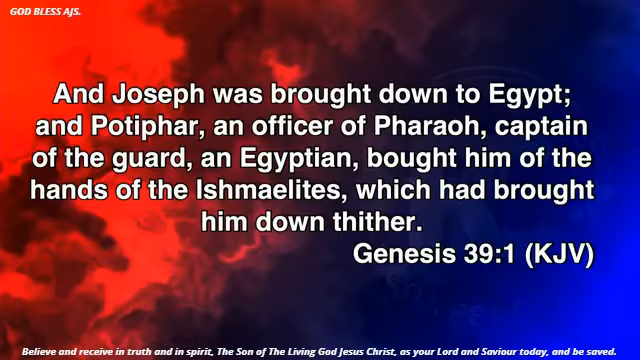 GOD BLESS AJS.
And Joseph was brought down to Egypt;
and Potiphar, an officer of Pharaoh, captain
of the guard, an Egyptian, bought him of the
hands of the Ishmaelites, which had brought
him down thither.
Genesis 39:1 (KJV)
Believe and receive in truth and in spirit, The Son of The Living God Jesus Christ, as your Lord and Saviour today, and be saved.